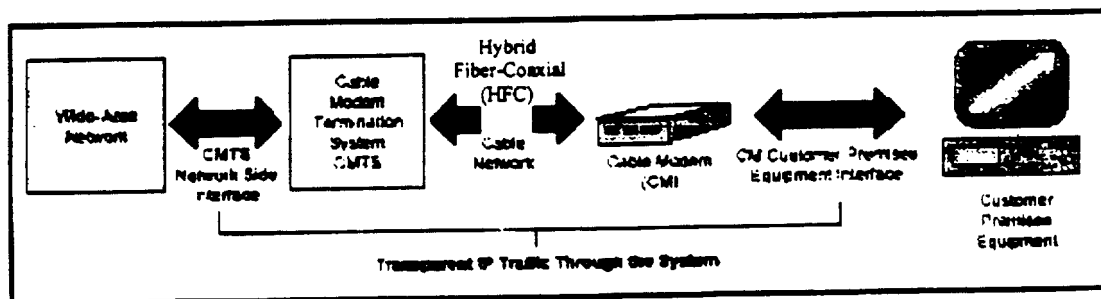 Wide-Area
Network
CMTS
Network Side
Interface
Cable
Modem
Termination
System
CMTS
Hybrid
Fiber-Coaxial
(HFC)
Cable
Network
Cable Modem
(CM)
CM Customer Premises
Equipment Interface
Customer
Premises
Equipment
Transparent IP Traffic Through the System